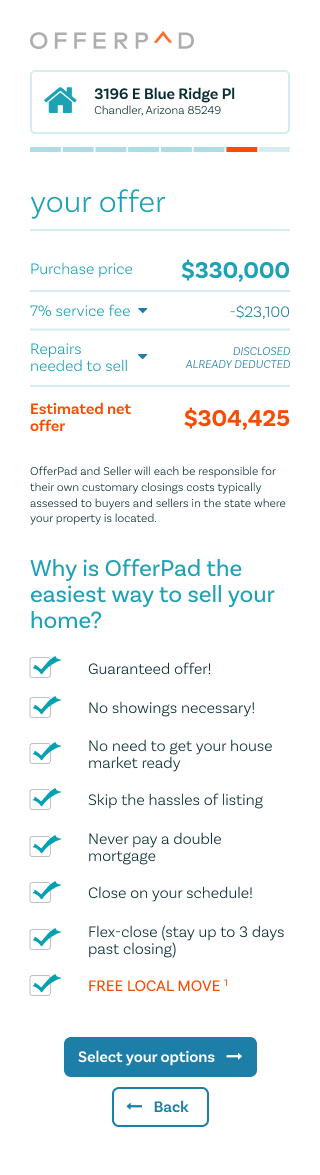 OFFERPAD
3196 E Blue Ridge Pl
Chandler, Arizona 85249
your offer
Purchase price $330,000
7% service fee -$23,100
Repairs
needed to sell
DISCLOSED
ALREADY DEDUCTED
Estimated net
offer
$304,425
OfferPad and Seller will each be responsible for
their own customary closings costs typically
assessed to buyers and sellers in the state where
your property is located.
Why is OfferPad the
easiest way to sell your
home?
Guaranteed offer!
No showings necessary!
No need to get your house
market ready
Skip the hassles of listing
Never pay a double
mortgage
Close on your schedule!
Flex-close (stay up to 3 days
past closing)
FREE LOCAL MOVE ¹
Select your options →
← Back